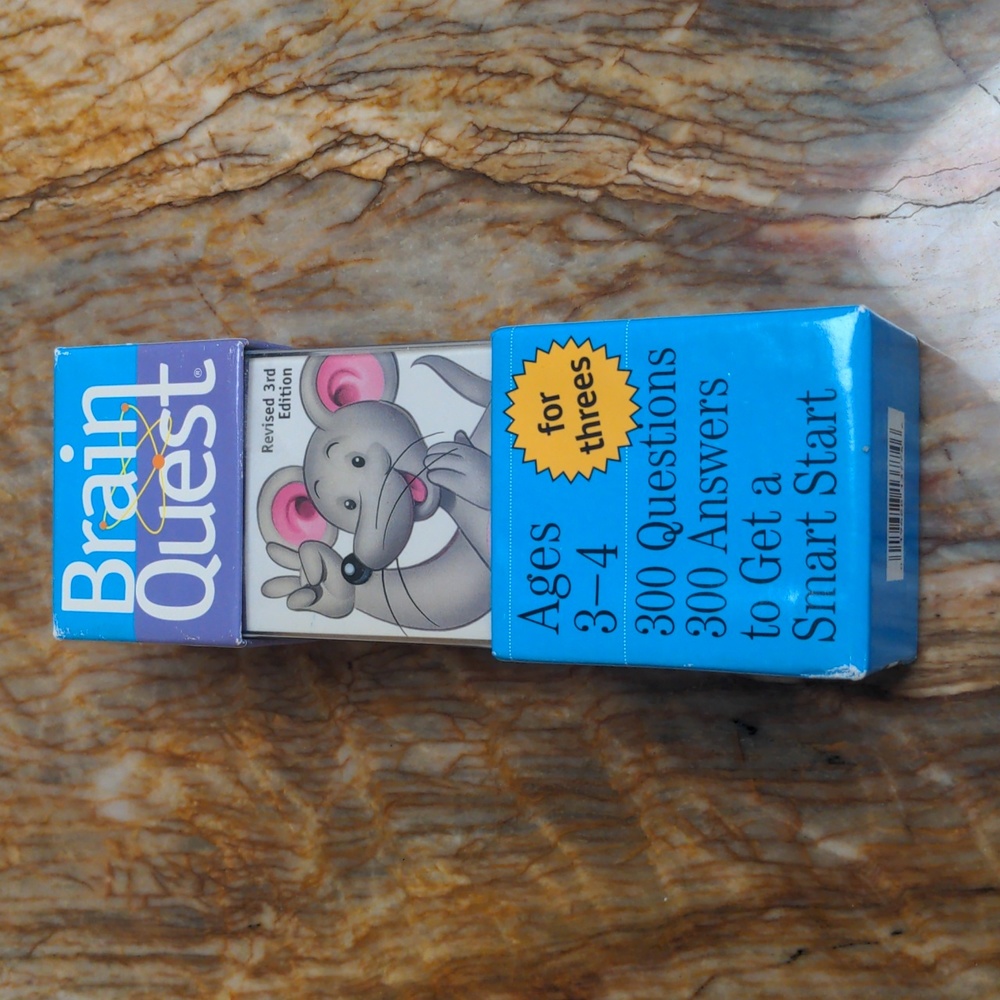 Brain
Quest®
Revised 3rd
Edition
for
threes
Ages
3–4
300 Questions
300 Answers
to Get a
Smart Start